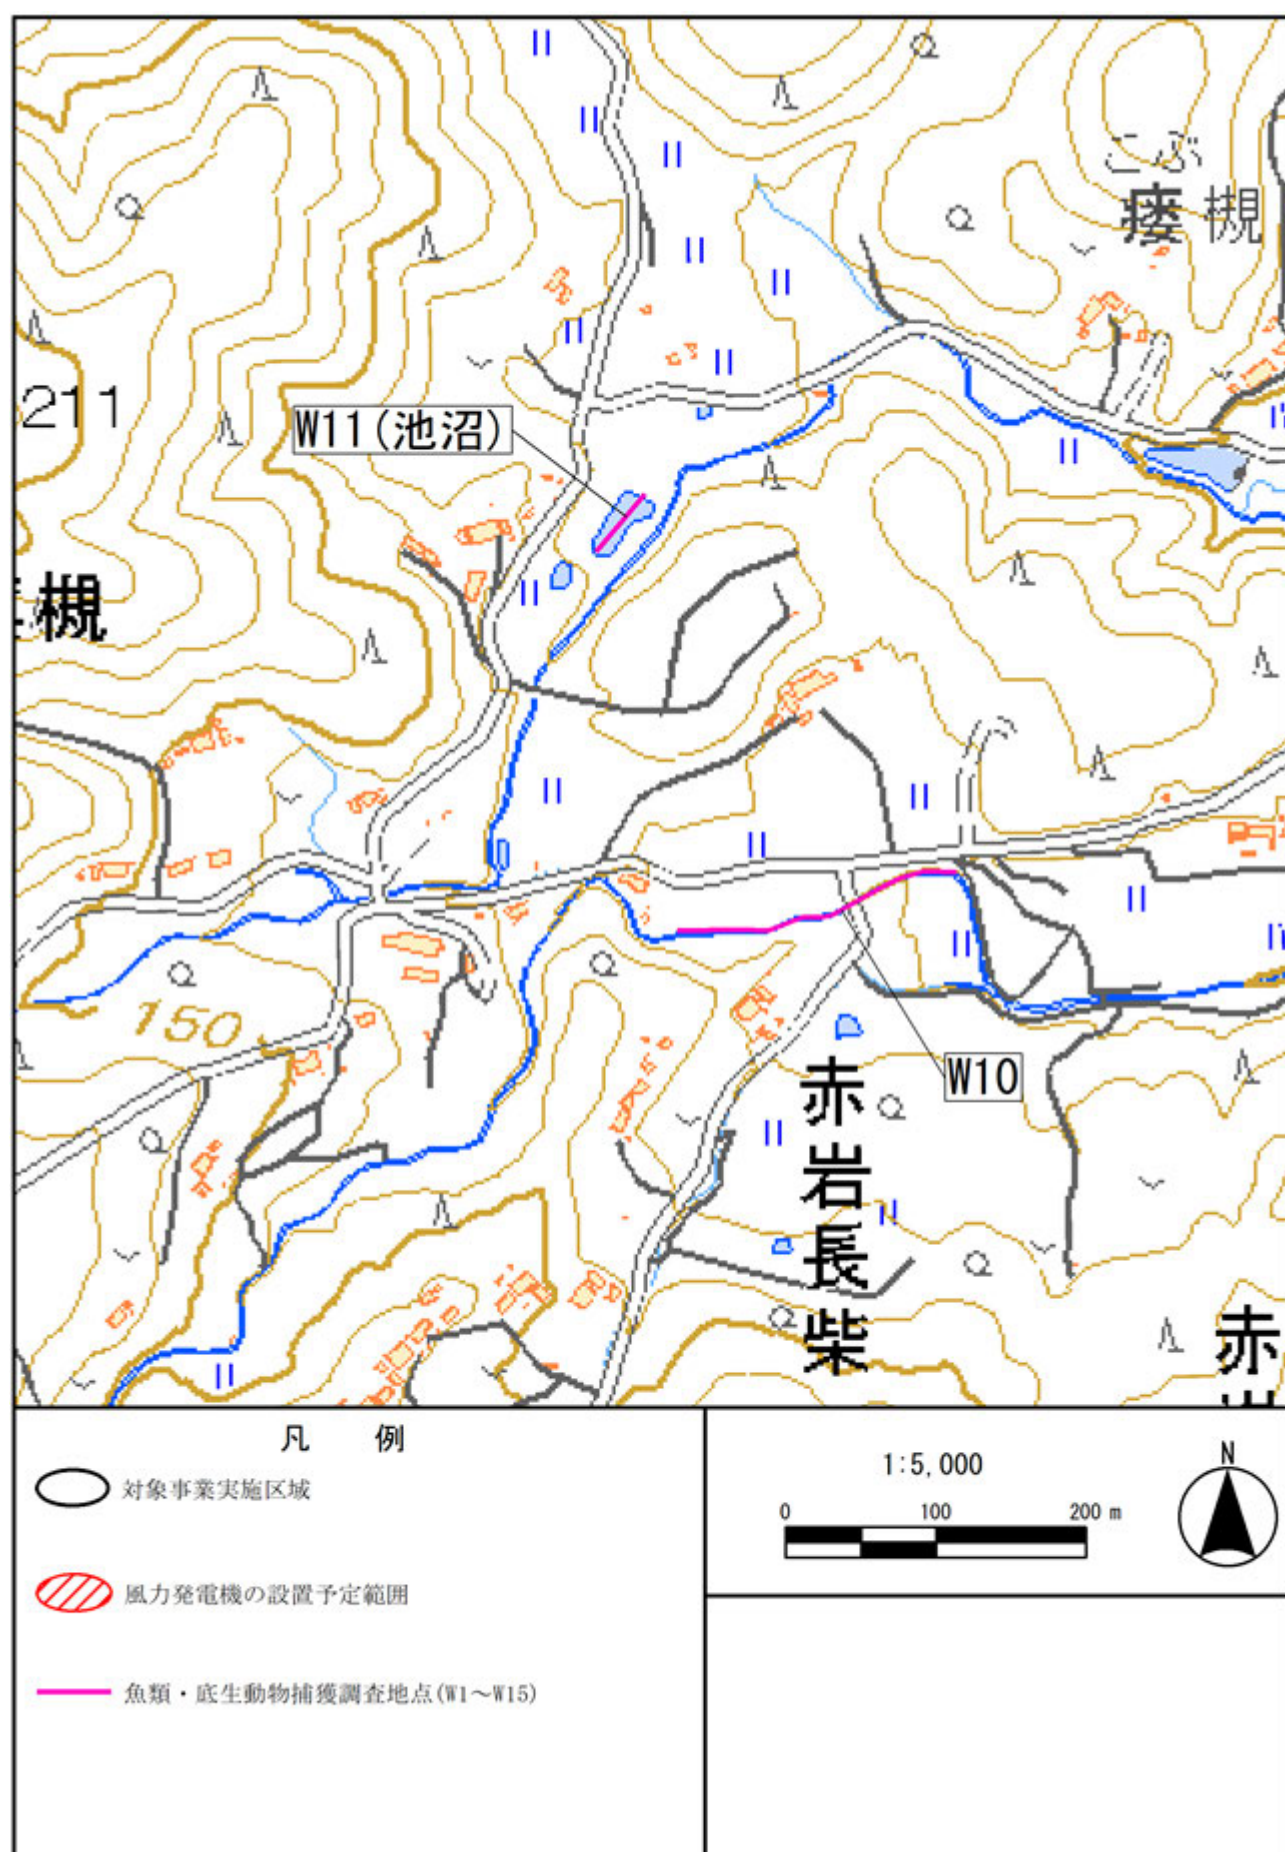 こぶ
瘻槻
211
W11(池沼)
槻
150
W10
赤岩長柴
赤
凡 例
対象事業実施区域
風力発電機の設置予定範囲
魚類・底生動物捕獲調査地点(W1～W15)
1:5,000
0 100 200 m
N